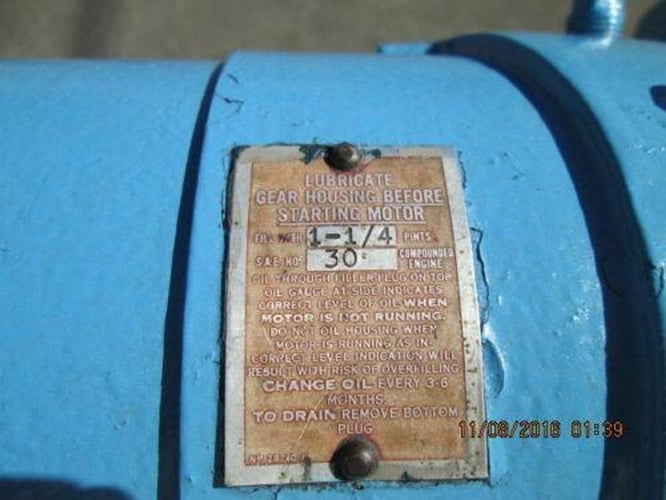 LUBRICATE
GEAR HOUSING BEFORE
STARTING MOTOR
FILL WITH 1-1/4 PINTS
S.A.E. NO. 30 COMPOUNDED
ENGINE
OIL THROUGH FILLER PLUG ON TOP
OIL GAUGE AT SIDE INDICATES
CORRECT LEVEL OF OIL WHEN
MOTOR IS NOT RUNNING.
DO NOT OIL HOUSING WHEN
MOTOR IS RUNNING AS IN-
CORRECT LEVEL INDICATION WILL
RESULT WITH RISK OF OVERFILLING.
CHANGE OIL EVERY 3-6
MONTHS.
TO DRAIN REMOVE BOTTOM
PLUG
11/08/2016 01:39